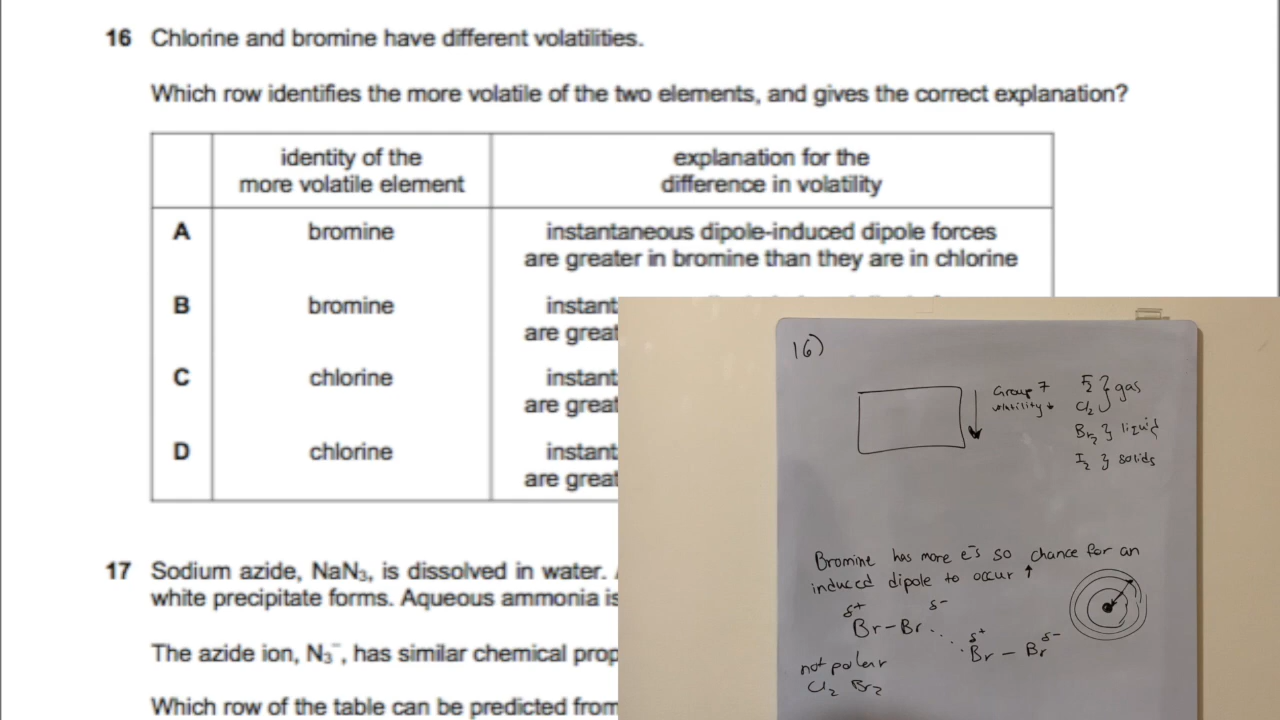 16 Chlorine and bromine have different volatilities.
Which row identifies the more volatile of the two elements, and gives the correct explanation?
identity of the more volatile element
explanation for the difference in volatility
A bromine instantaneous dipole-induced dipole forces
are greater in bromine than they are in chlorine
B bromine instant
are great
C chlorine instant
are great
D chlorine instant
are great
17 Sodium azide, NaN₃, is dissolved in water.
white precipitate forms. Aqueous ammonia is
The azide ion, N₃⁻, has similar chemical prop
Which row of the table can be predicted from
16)
Group 7
volatility ↓
F₂ } gas
Cl₂
Br₂ } liquid
I₂ } solids
Bromine has more e⁻s so chance for an
induced dipole to occur ↑
δ+ δ-
Br-Br
δ+ δ-
Br - Br
not polar
Cl₂ Br₂